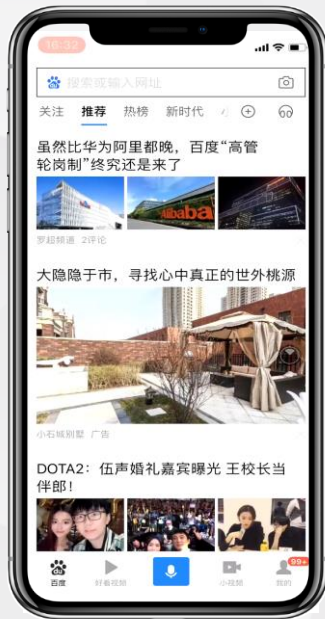 16:32
搜索或输入网址
关注 推荐 热榜 新时代
虽然比华为阿里都晚，百度“高管
轮岗制”终究还是来了
Alibaba
罗超频道 2评论
大隐隐于市，寻找心中真正的世外桃源
小石城别墅 广告
DOTA2：伍声婚礼嘉宾曝光 王校长当
伴郎！
99+
百度 好看视频 小视频 我的